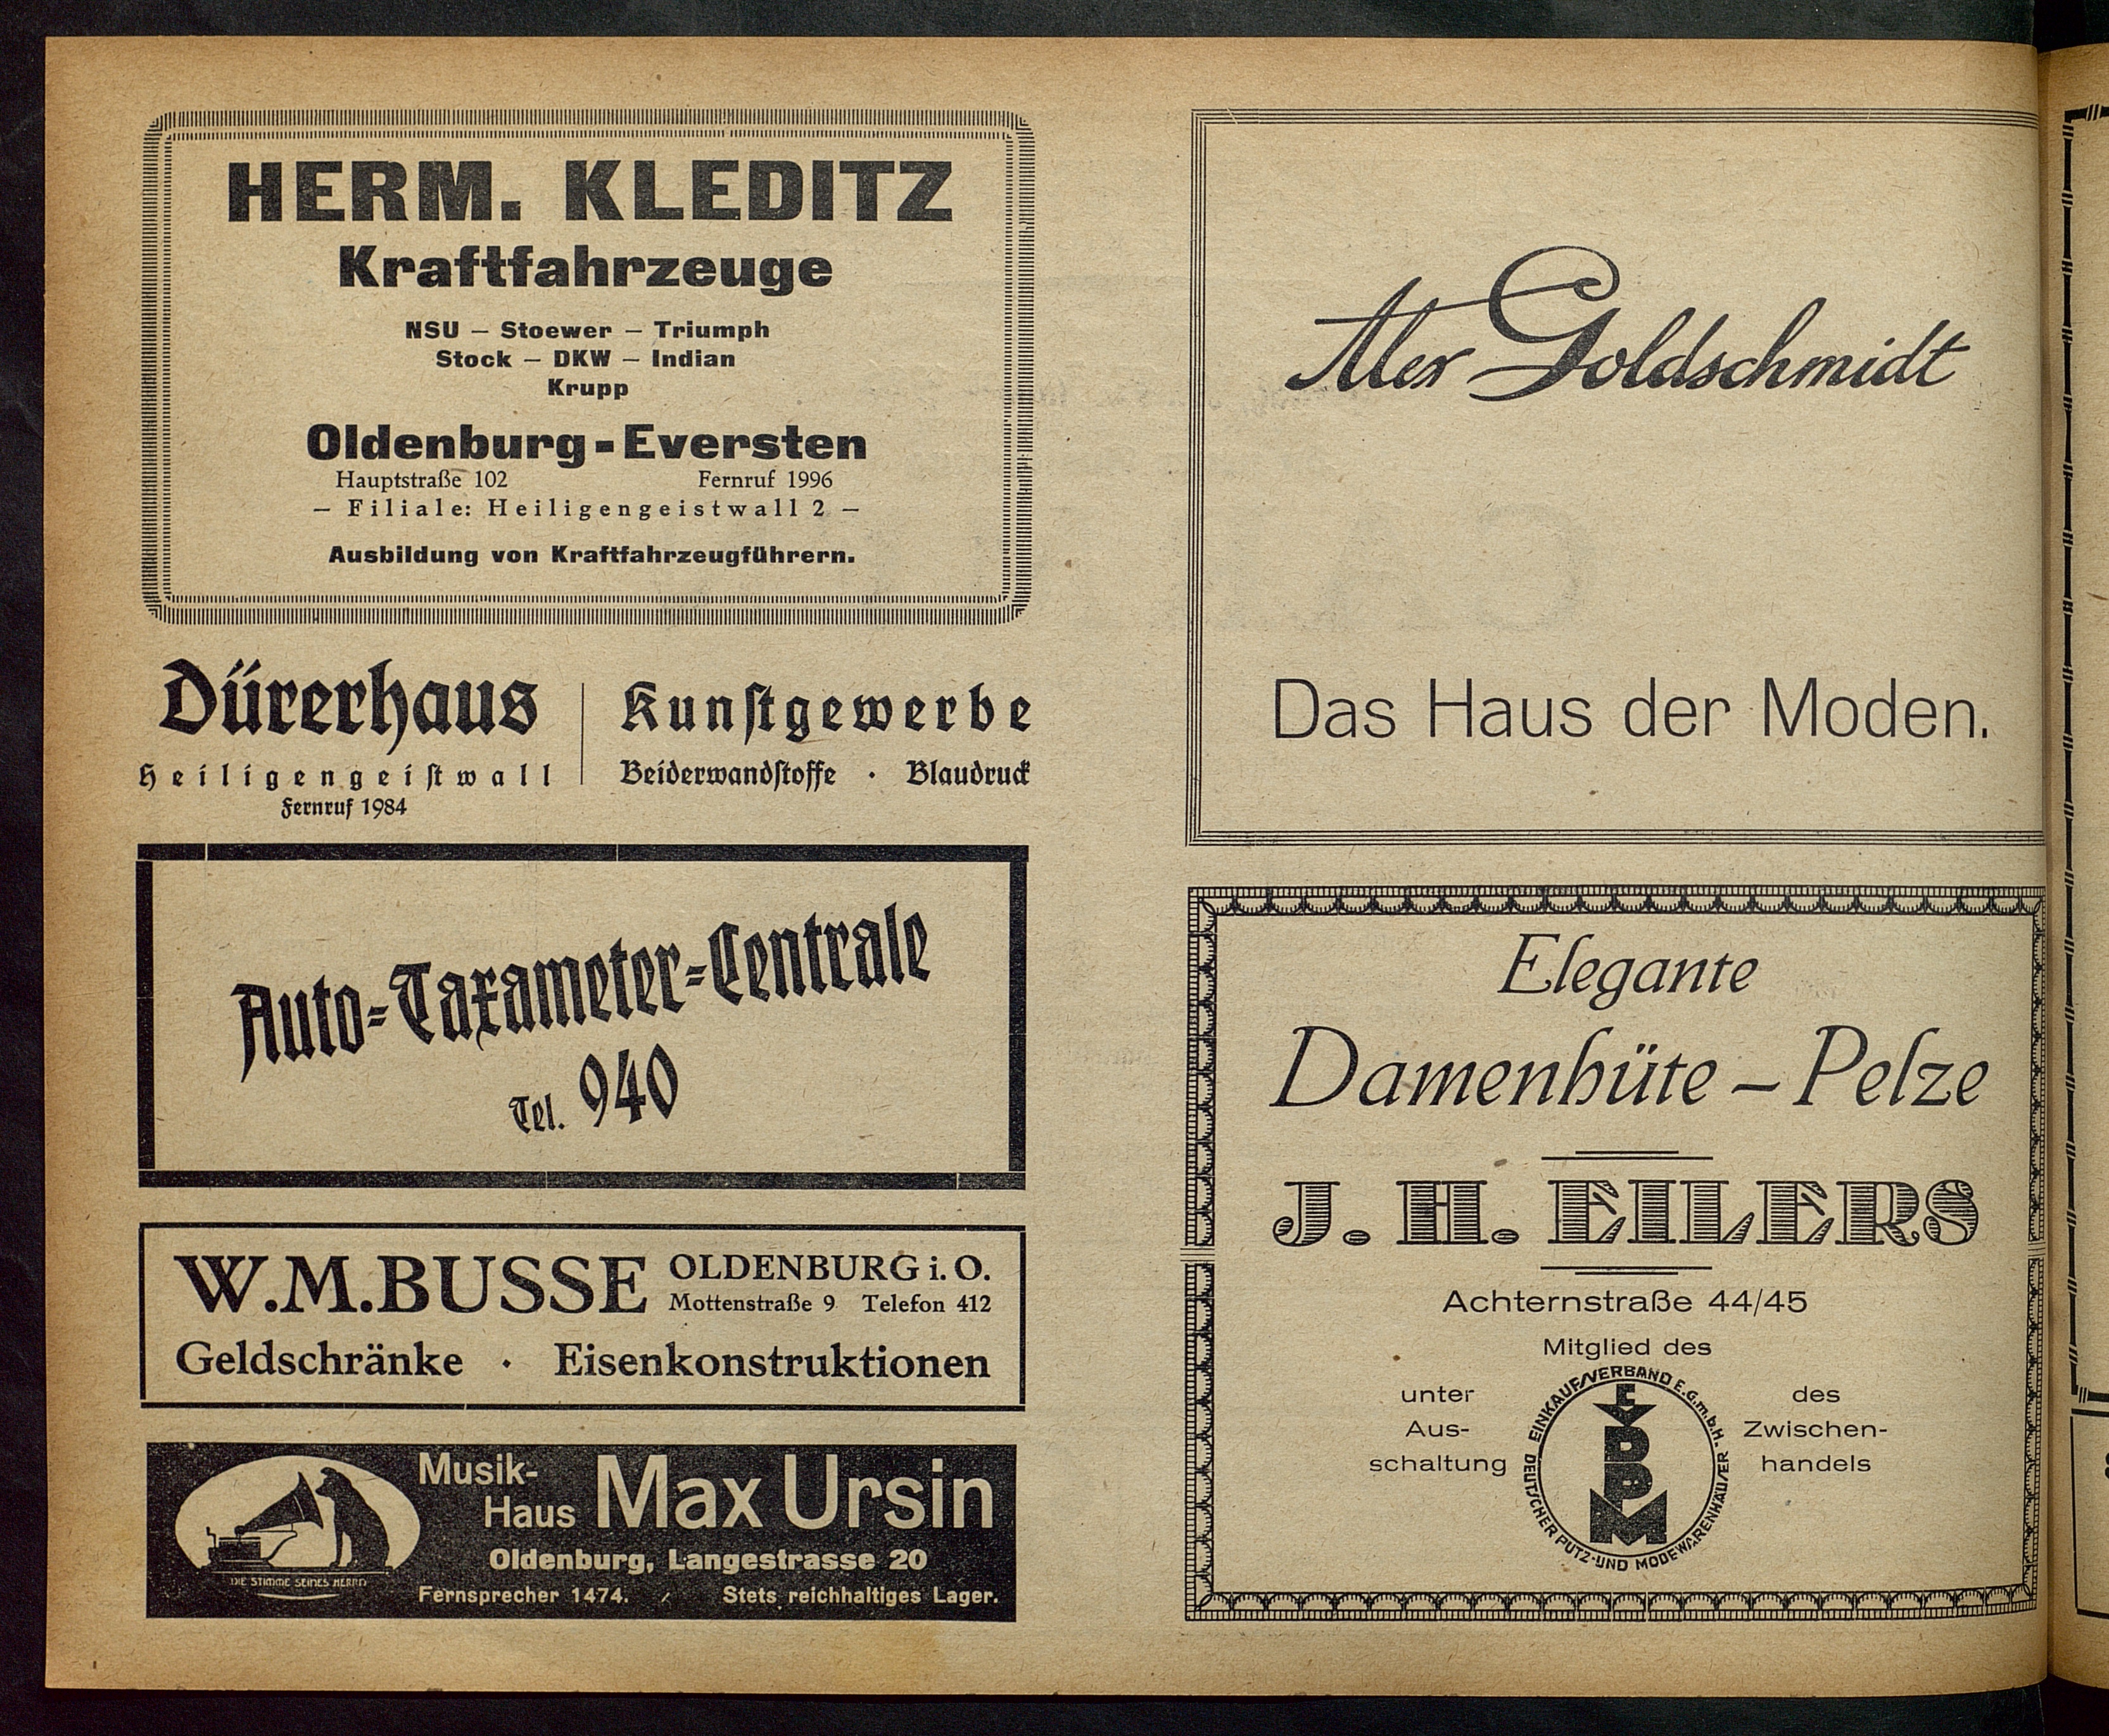 HERM. KLEDITZ
Kraftfahrzeuge
NSU – Stoewer – Triumph
Stock – DKW – Indian
Krupp
Oldenburg-Eversten
Hauptstraße 102 Fernruf 1996
– Filiale: Heiligengeistwall 2 –
Ausbildung von Kraftfahrzeugführern.
Dürerhaus
Heiligengeistwall
Fernruf 1984
Kunstgewerbe
Beiderwandstoffe · Blaudruck
Auto-Taxameter-Centrale
Tel. 940
W.M.BUSSE OLDENBURG i. O.
Mottenstraße 9 Telefon 412
Geldschränke · Eisenkonstruktionen
Musik-
Haus Max Ursin
Oldenburg, Langestrasse 20
Fernsprecher 1474. / Stets reichhaltiges Lager.
DIE STIMME SEINES HERRN
Alex Goldschmidt
Das Haus der Moden.
Elegante
Damenhüte – Pelze
J. H. EILERS
Achternstraße 44/45
Mitglied des
unter
Aus-
schaltung
DEUTSCHER PUTZ- UND MODEWARENHÄUSER EINKAUFSVERBAND E.G.m.b.H.
EVDPM
des
Zwischen-
handels